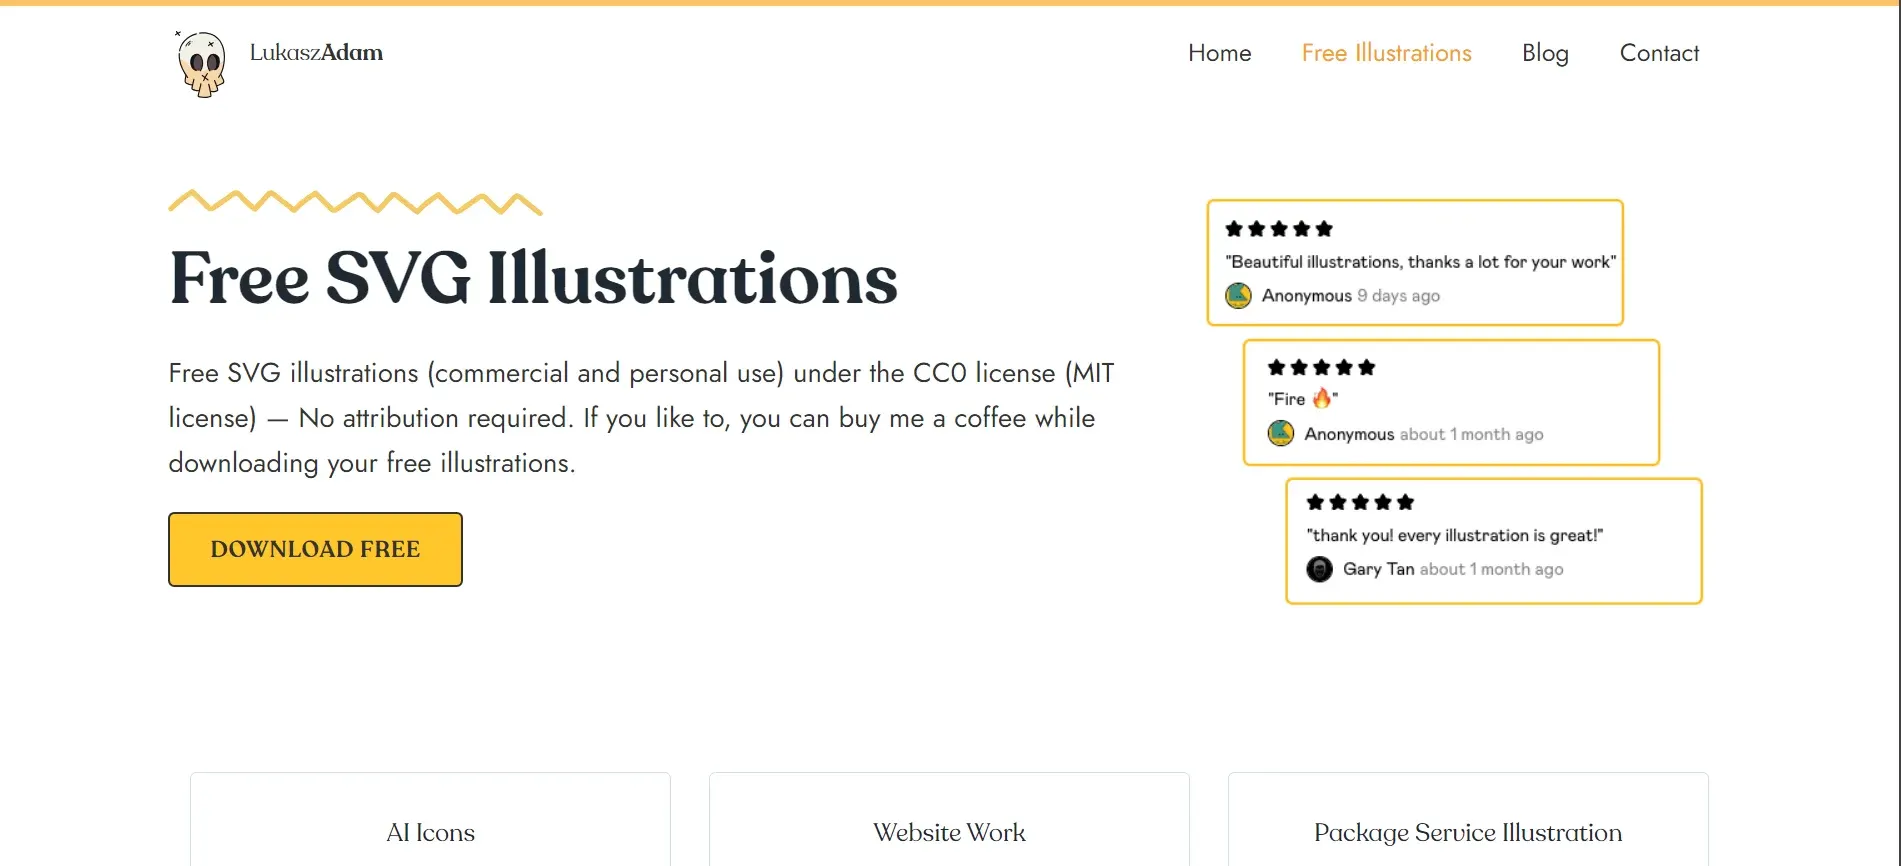 LukaszAdam
Home
Free Illustrations
Blog
Contact
Free SVG Illustrations
Free SVG illustrations (commercial and personal use) under the CC0 license (MIT
license) — No attribution required. If you like to, you can buy me a coffee while
downloading your free illustrations.
DOWNLOAD FREE
"Beautiful illustrations, thanks a lot for your work"
Anonymous 9 days ago
"Fire 🔥"
Anonymous about 1 month ago
"thank you! every illustration is great!"
Gary Tan about 1 month ago
AI Icons
Website Work
Package Service Illustration